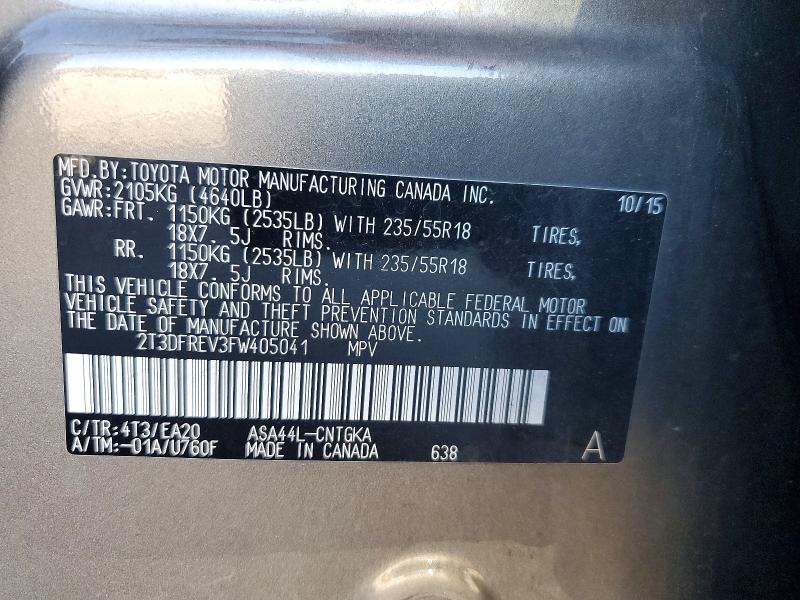 MFD.BY:TOYOTA MOTOR MANUFACTURING CANADA INC. 10/15
GVWR:2105KG (4640LB)
GAWR:FRT. 1150KG (2535LB) WITH 235/55R18 TIRES,
18X7. 5J RIMS.
RR. 1150KG (2535LB) WITH 235/55R18 TIRES,
18X7. 5J RIMS.
THIS VEHICLE CONFORMS TO ALL APPLICABLE FEDERAL MOTOR
VEHICLE SAFETY AND THEFT PREVENTION STANDARDS IN EFFECT ON
THE DATE OF MANUFACTURE SHOWN ABOVE.
2T3DFREV3FW405041 MPV
C/TR:4T3/EA20 ASA44L-CNTGKA
A/TM:-01A/U760F MADE IN CANADA 638 A